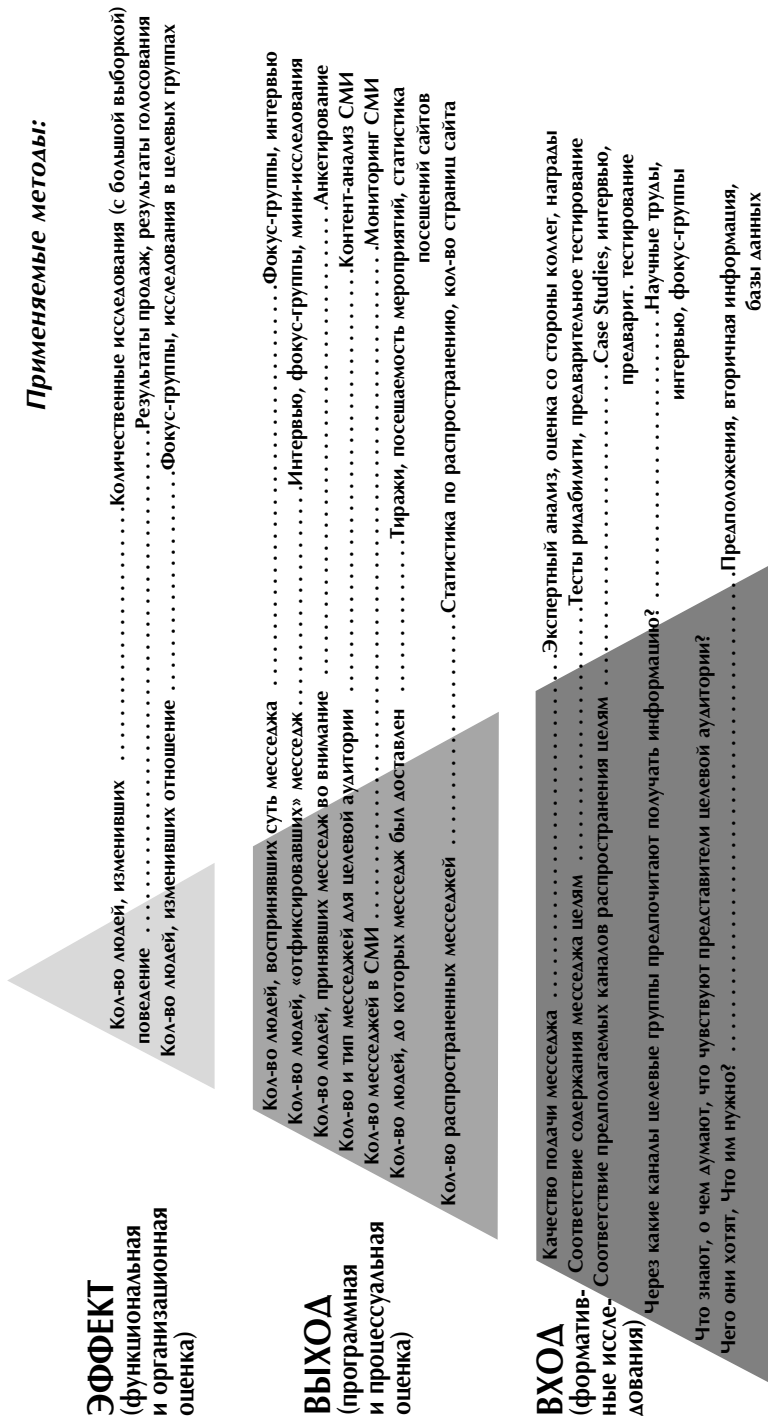 Применяемые методы:
ЭФФЕКТ
(функциональная
и организационная
оценка)
Кол-во людей, изменивших
поведение
Кол-во людей, изменивших отношение
Количественные исследования (с большой выборкой)
Результаты продаж, результаты голосования
Фокус-группы, исследования в целевых группах
ВЫХОД
(программная
и процессуальная
оценка)
Кол-во людей, воспринявших суть месседжа ....Фокус-группы, интервью
Кол-во людей, «отфиксировавших» месседж ....Интервью, фокус-группы, мини-исследования
Кол-во людей, принявших месседж во внимание ....Анкетирование
Кол-во и тип месседжей для целевой аудитории ....Контент-анализ СМИ
Кол-во месседжей в СМИ ....Мониторинг СМИ
Кол-во людей, до которых месседж был доставлен ....Тиражи, посещаемость мероприятий, статистика
посещений сайтов
Кол-во распространенных месседжей ....Статистика по распространению, кол-во страниц сайта
ВХОД
(форматив-
ные иссле-
дования)
Качество подачи месседжа ....Экспертный анализ, оценка со стороны коллег, награды
Соответствие содержания месседжа целям ....Тесты ридабилити, предварительное тестирование
Соответствие предполагаемых каналов распространения целям ....Case Studies, интервью,
предварит. тестирование
Через какие каналы целевые группы предпочитают получать информацию? ....Научные труды,
интервью, фокус-группы
Что знают, о чем думают, что чувствуют представители целевой аудитории?
Чего они хотят, Что им нужно? ....Предположения, вторичная информация,
базы данных